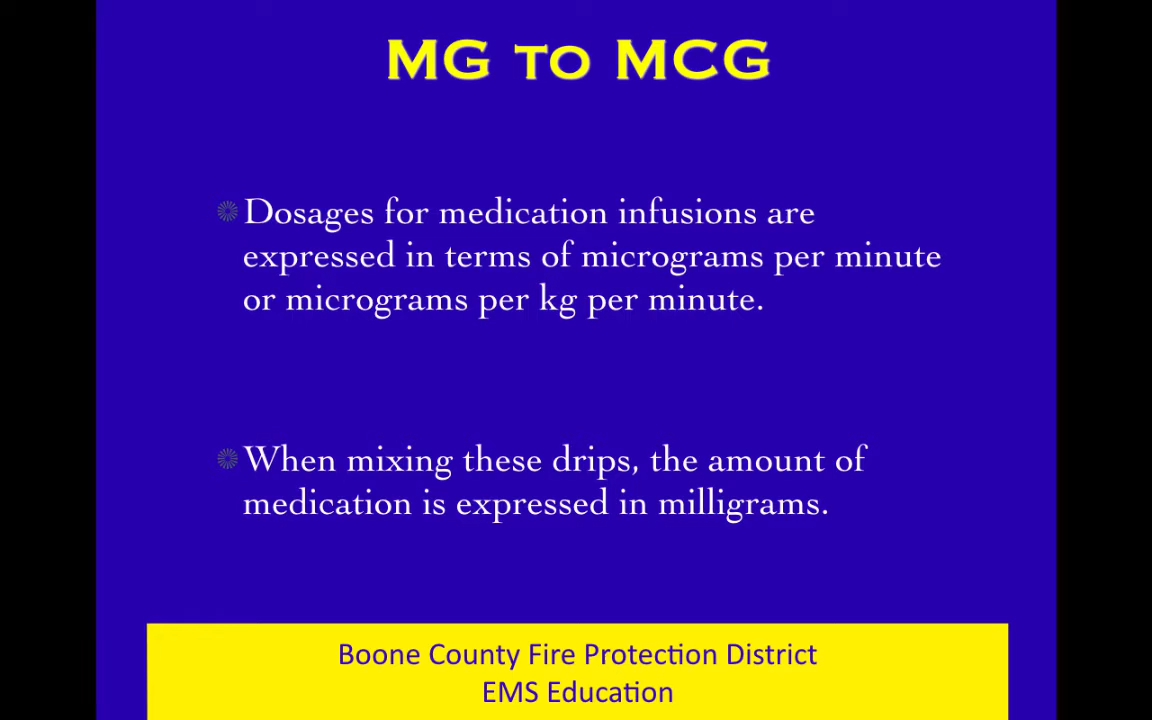 MG TO MCG
Dosages for medication infusions are
expressed in terms of micrograms per minute
or micrograms per kg per minute.
When mixing these drips, the amount of
medication is expressed in milligrams.
Boone County Fire Protection District
EMS Education